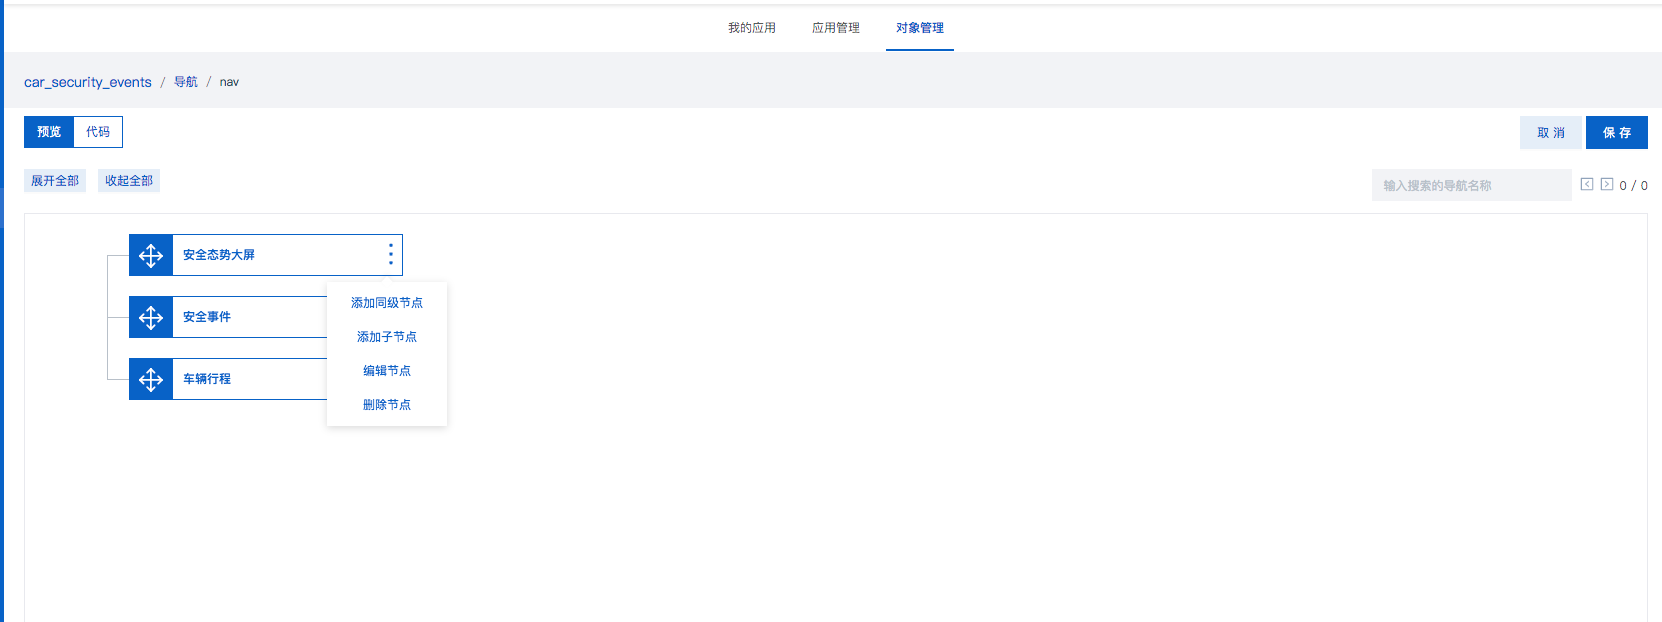 我的应用 应用管理 对象管理
car_security_events / 导航 / nav
预览 代码 取消 保存
展开全部 收起全部 输入搜索的导航名称 0 / 0
安全态势大屏
添加同级节点
安全事件
添加子节点
编辑节点
车辆行程
删除节点